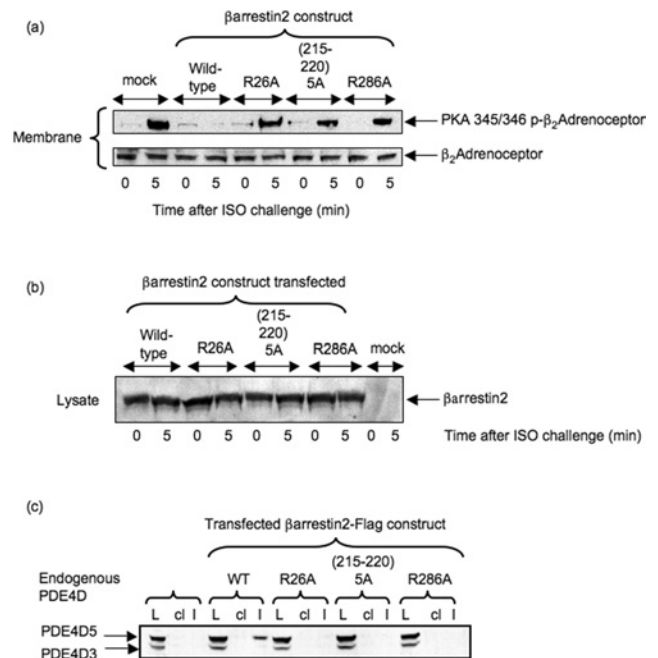 (a)
βarrestin2 construct
mock
Wild-
type
R26A
(215-
220)
5A
R286A
Membrane
PKA 345/346 p-β₂Adrenoceptor
β₂Adrenoceptor
0 5 0 5 0 5 0 5 0 5
Time after ISO challenge (min)
(b)
βarrestin2 construct transfected
Wild-
type
R26A
(215-
220)
5A
R286A
mock
Lysate
βarrestin2
0 5 0 5 0 5 0 5 0 5
Time after ISO challenge (min)
(c)
Transfected βarrestin2-Flag construct
Endogenous
PDE4D
WT
R26A
(215-220)
5A
R286A
L cl I L cl I L cl I L cl I L cl I
PDE4D5
PDE4D3